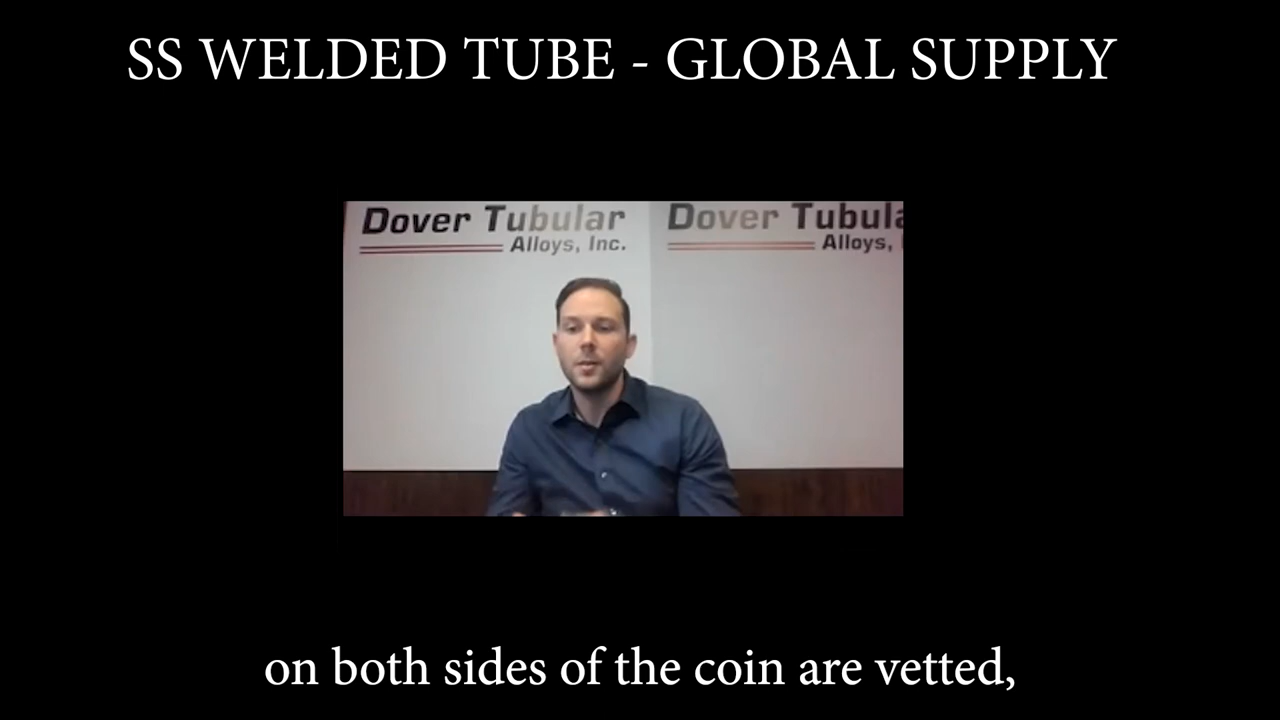 SS WELDED TUBE - GLOBAL SUPPLY
Dover Tubular
Alloys, Inc.
Dover Tubula
Alloys,
on both sides of the coin are vetted,